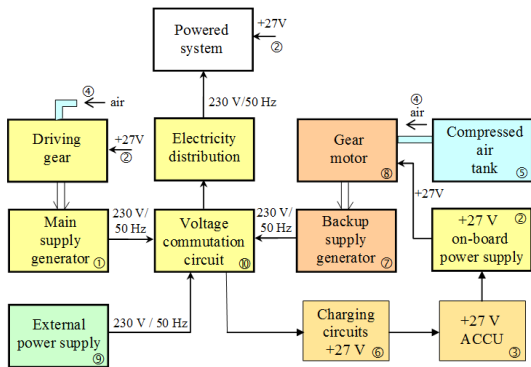 Powered
system
+27V
②
④
air
230 V/50 Hz
④
air
Driving
gear
+27V
②
Electricity
distribution
Gear
motor
⑧
Compressed
air
tank
⑤
+27V
Main
supply
generator
①
230 V/
50 Hz
Voltage
commutation
circuit
⑩
230 V/
50 Hz
Backup
supply
generator
⑦
+27 V
②
on-board
power supply
External
power supply
⑨
230 V / 50 Hz
Charging
circuits
+27 V
⑥
+27 V
ACCU
③